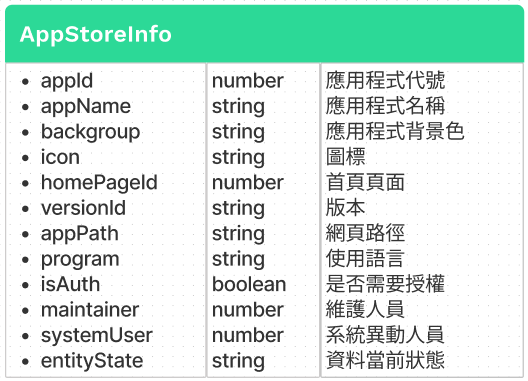 AppStoreInfo
• appId number 應用程式代號
• appName string 應用程式名稱
• backgroup string 應用程式背景色
• icon string 圖標
• homePageId number 首頁頁面
• versionId string 版本
• appPath string 網頁路徑
• program string 使用語言
• isAuth boolean 是否需要授權
• maintainer number 維護人員
• systemUser number 系統異動人員
• entityState string 資料當前狀態